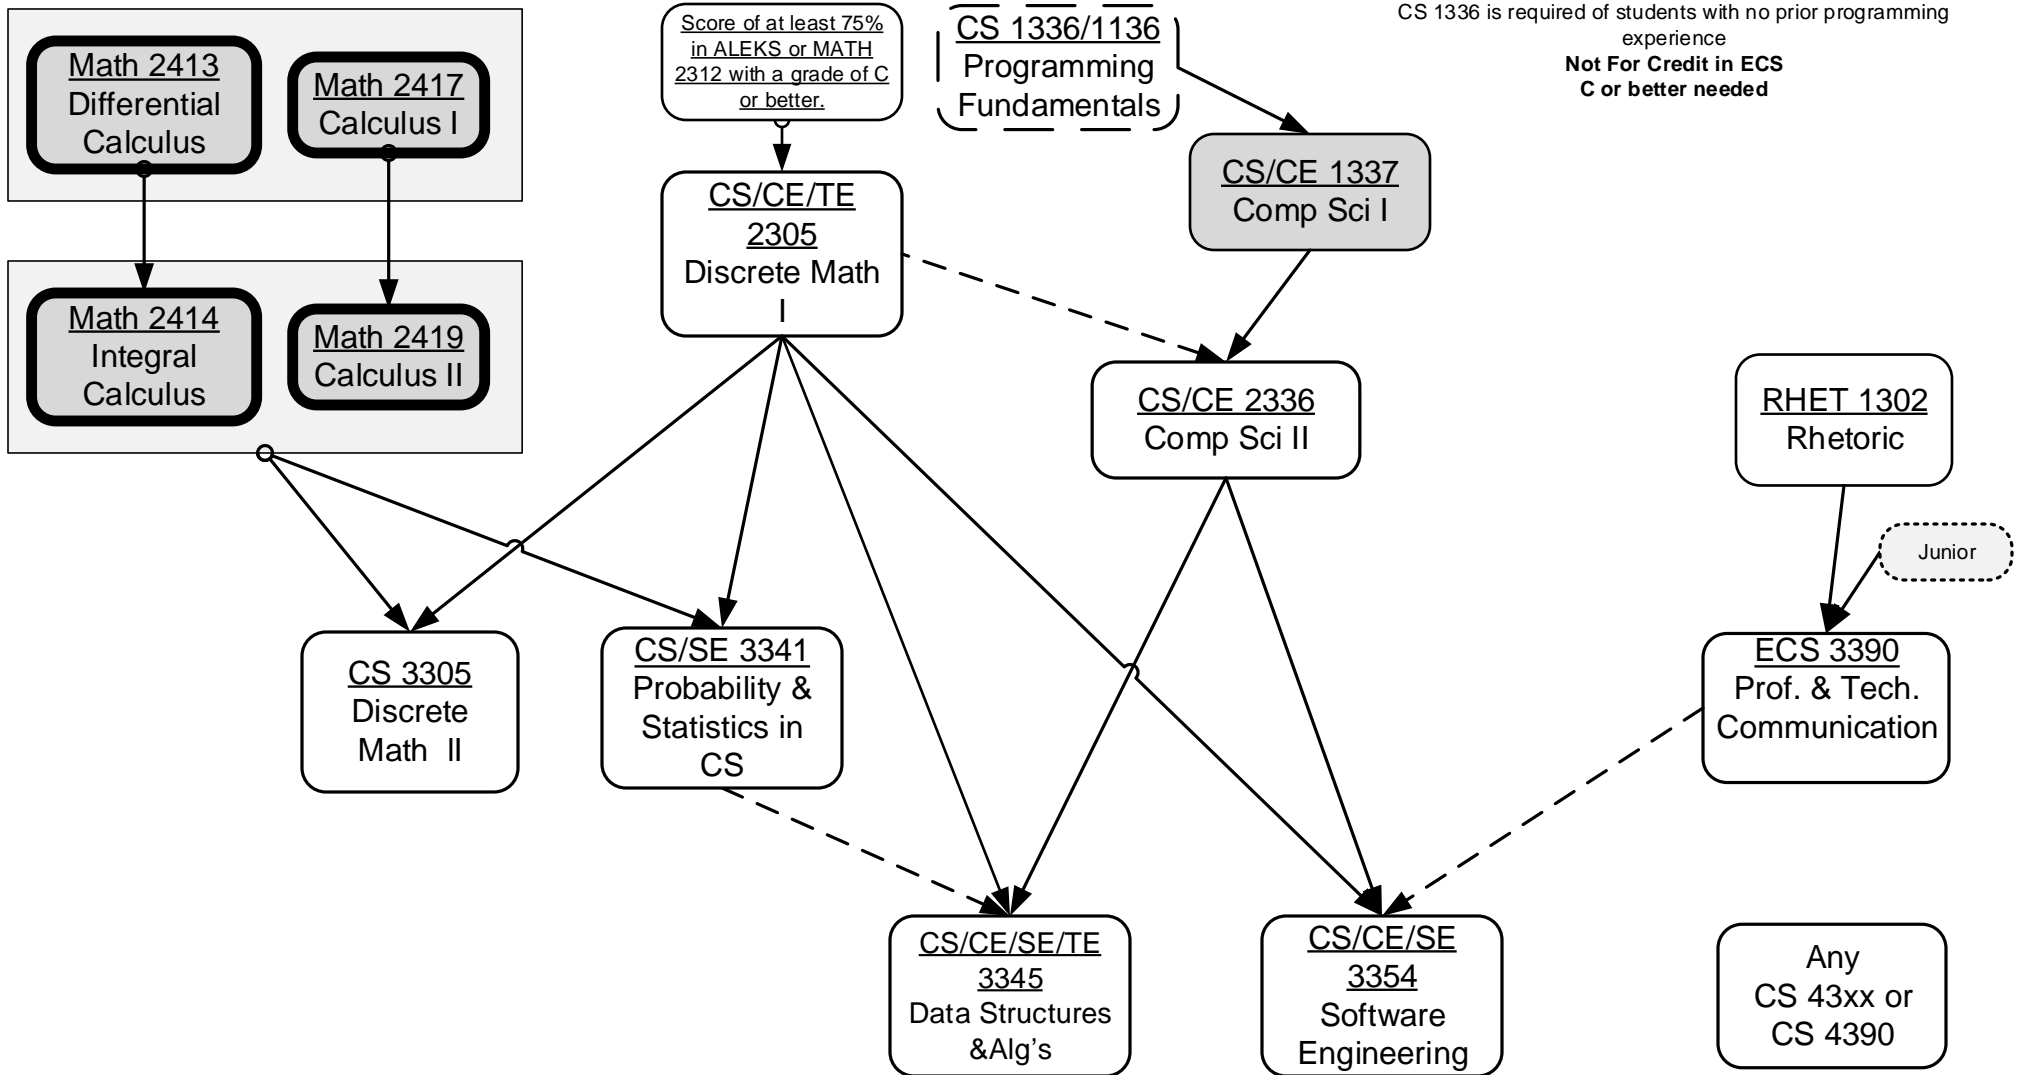 Math 2413
Differential
Calculus
Math 2417
Calculus I
Score of at least 75%
in ALEKS or MATH
2312 with a grade of C
or better.
CS 1336/1136
Programming
Fundamentals
CS 1336 is required of students with no prior programming
experience
Not For Credit in ECS
C or better needed
CS/CE/TE
2305
Discrete Math
I
CS/CE 1337
Comp Sci I
Math 2414
Integral
Calculus
Math 2419
Calculus II
CS/CE 2336
Comp Sci II
RHET 1302
Rhetoric
Junior
CS 3305
Discrete
Math  II
CS/SE 3341
Probability &
Statistics in
CS
ECS 3390
Prof. & Tech.
Communication
CS/CE/SE/TE
3345
Data Structures
&Alg's
CS/CE/SE
3354
Software
Engineering
Any
CS 43xx or
CS 4390